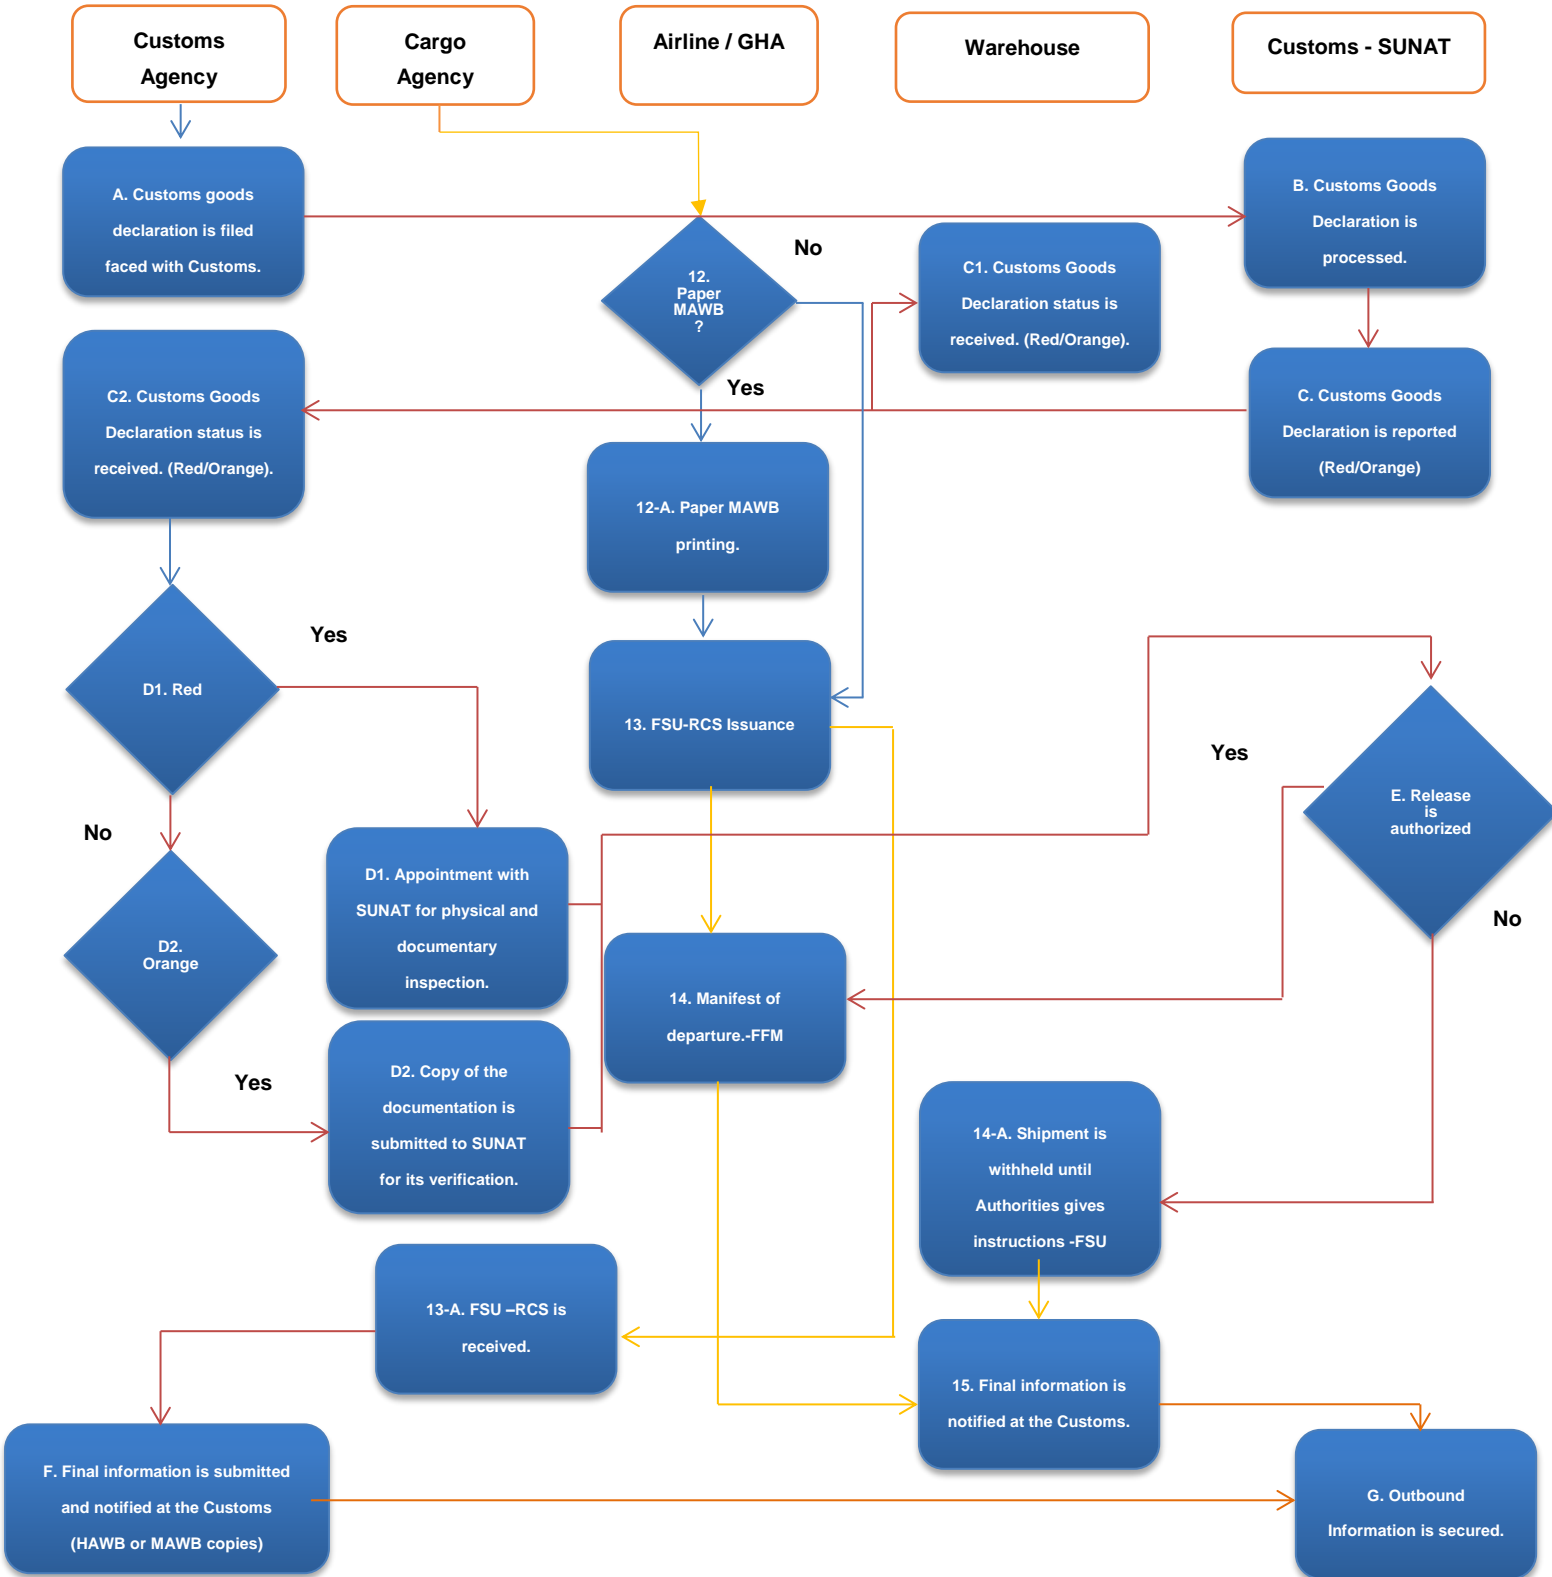 Customs
Agency
Cargo
Agency
Airline / GHA
Warehouse
Customs - SUNAT
A. Customs goods
declaration is filed
faced with Customs.
B. Customs Goods
Declaration is
processed.
No
12.
Paper
MAWB
?
C1. Customs Goods
Declaration status is
received. (Red/Orange).
Yes
C2. Customs Goods
Declaration status is
received. (Red/Orange).
C. Customs Goods
Declaration is reported
(Red/Orange)
12-A. Paper MAWB
printing.
Yes
D1. Red
13. FSU-RCS Issuance
Yes
E. Release
is
authorized
No
No
D1. Appointment with
SUNAT for physical and
documentary
inspection.
D2.
Orange
14. Manifest of
departure.-FFM
Yes
D2. Copy of the
documentation is
submitted to SUNAT
for its verification.
14-A. Shipment is
withheld until
Authorities gives
instructions -FSU
13-A. FSU –RCS is
received.
15. Final information is
notified at the Customs.
F. Final information is submitted
and notified at the Customs
(HAWB or MAWB copies)
G. Outbound
Information is secured.